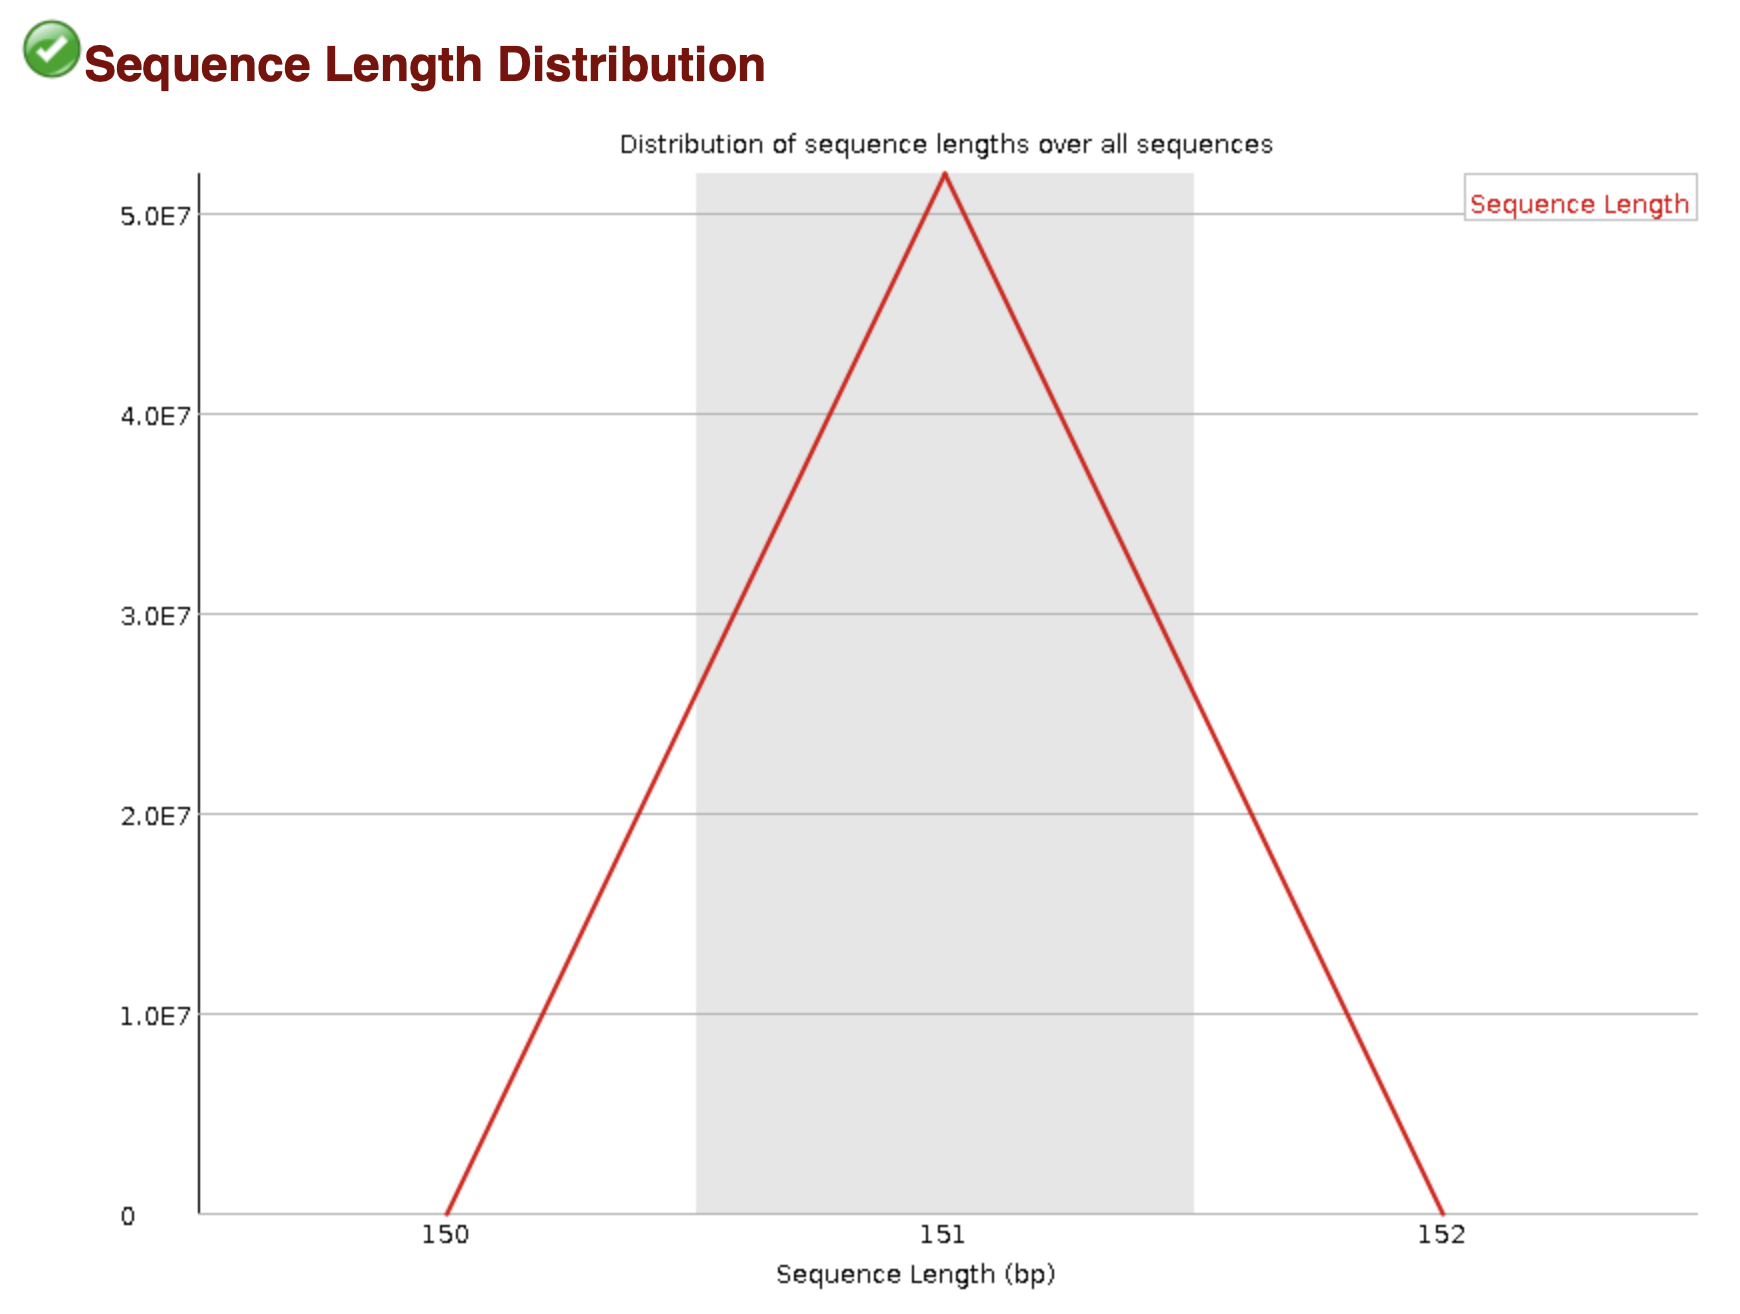 Sequence Length Distribution
Distribution of sequence lengths over all sequences
Sequence Length
5.0E7
4.0E7
3.0E7
2.0E7
1.0E7
0
150 151 152
Sequence Length (bp)